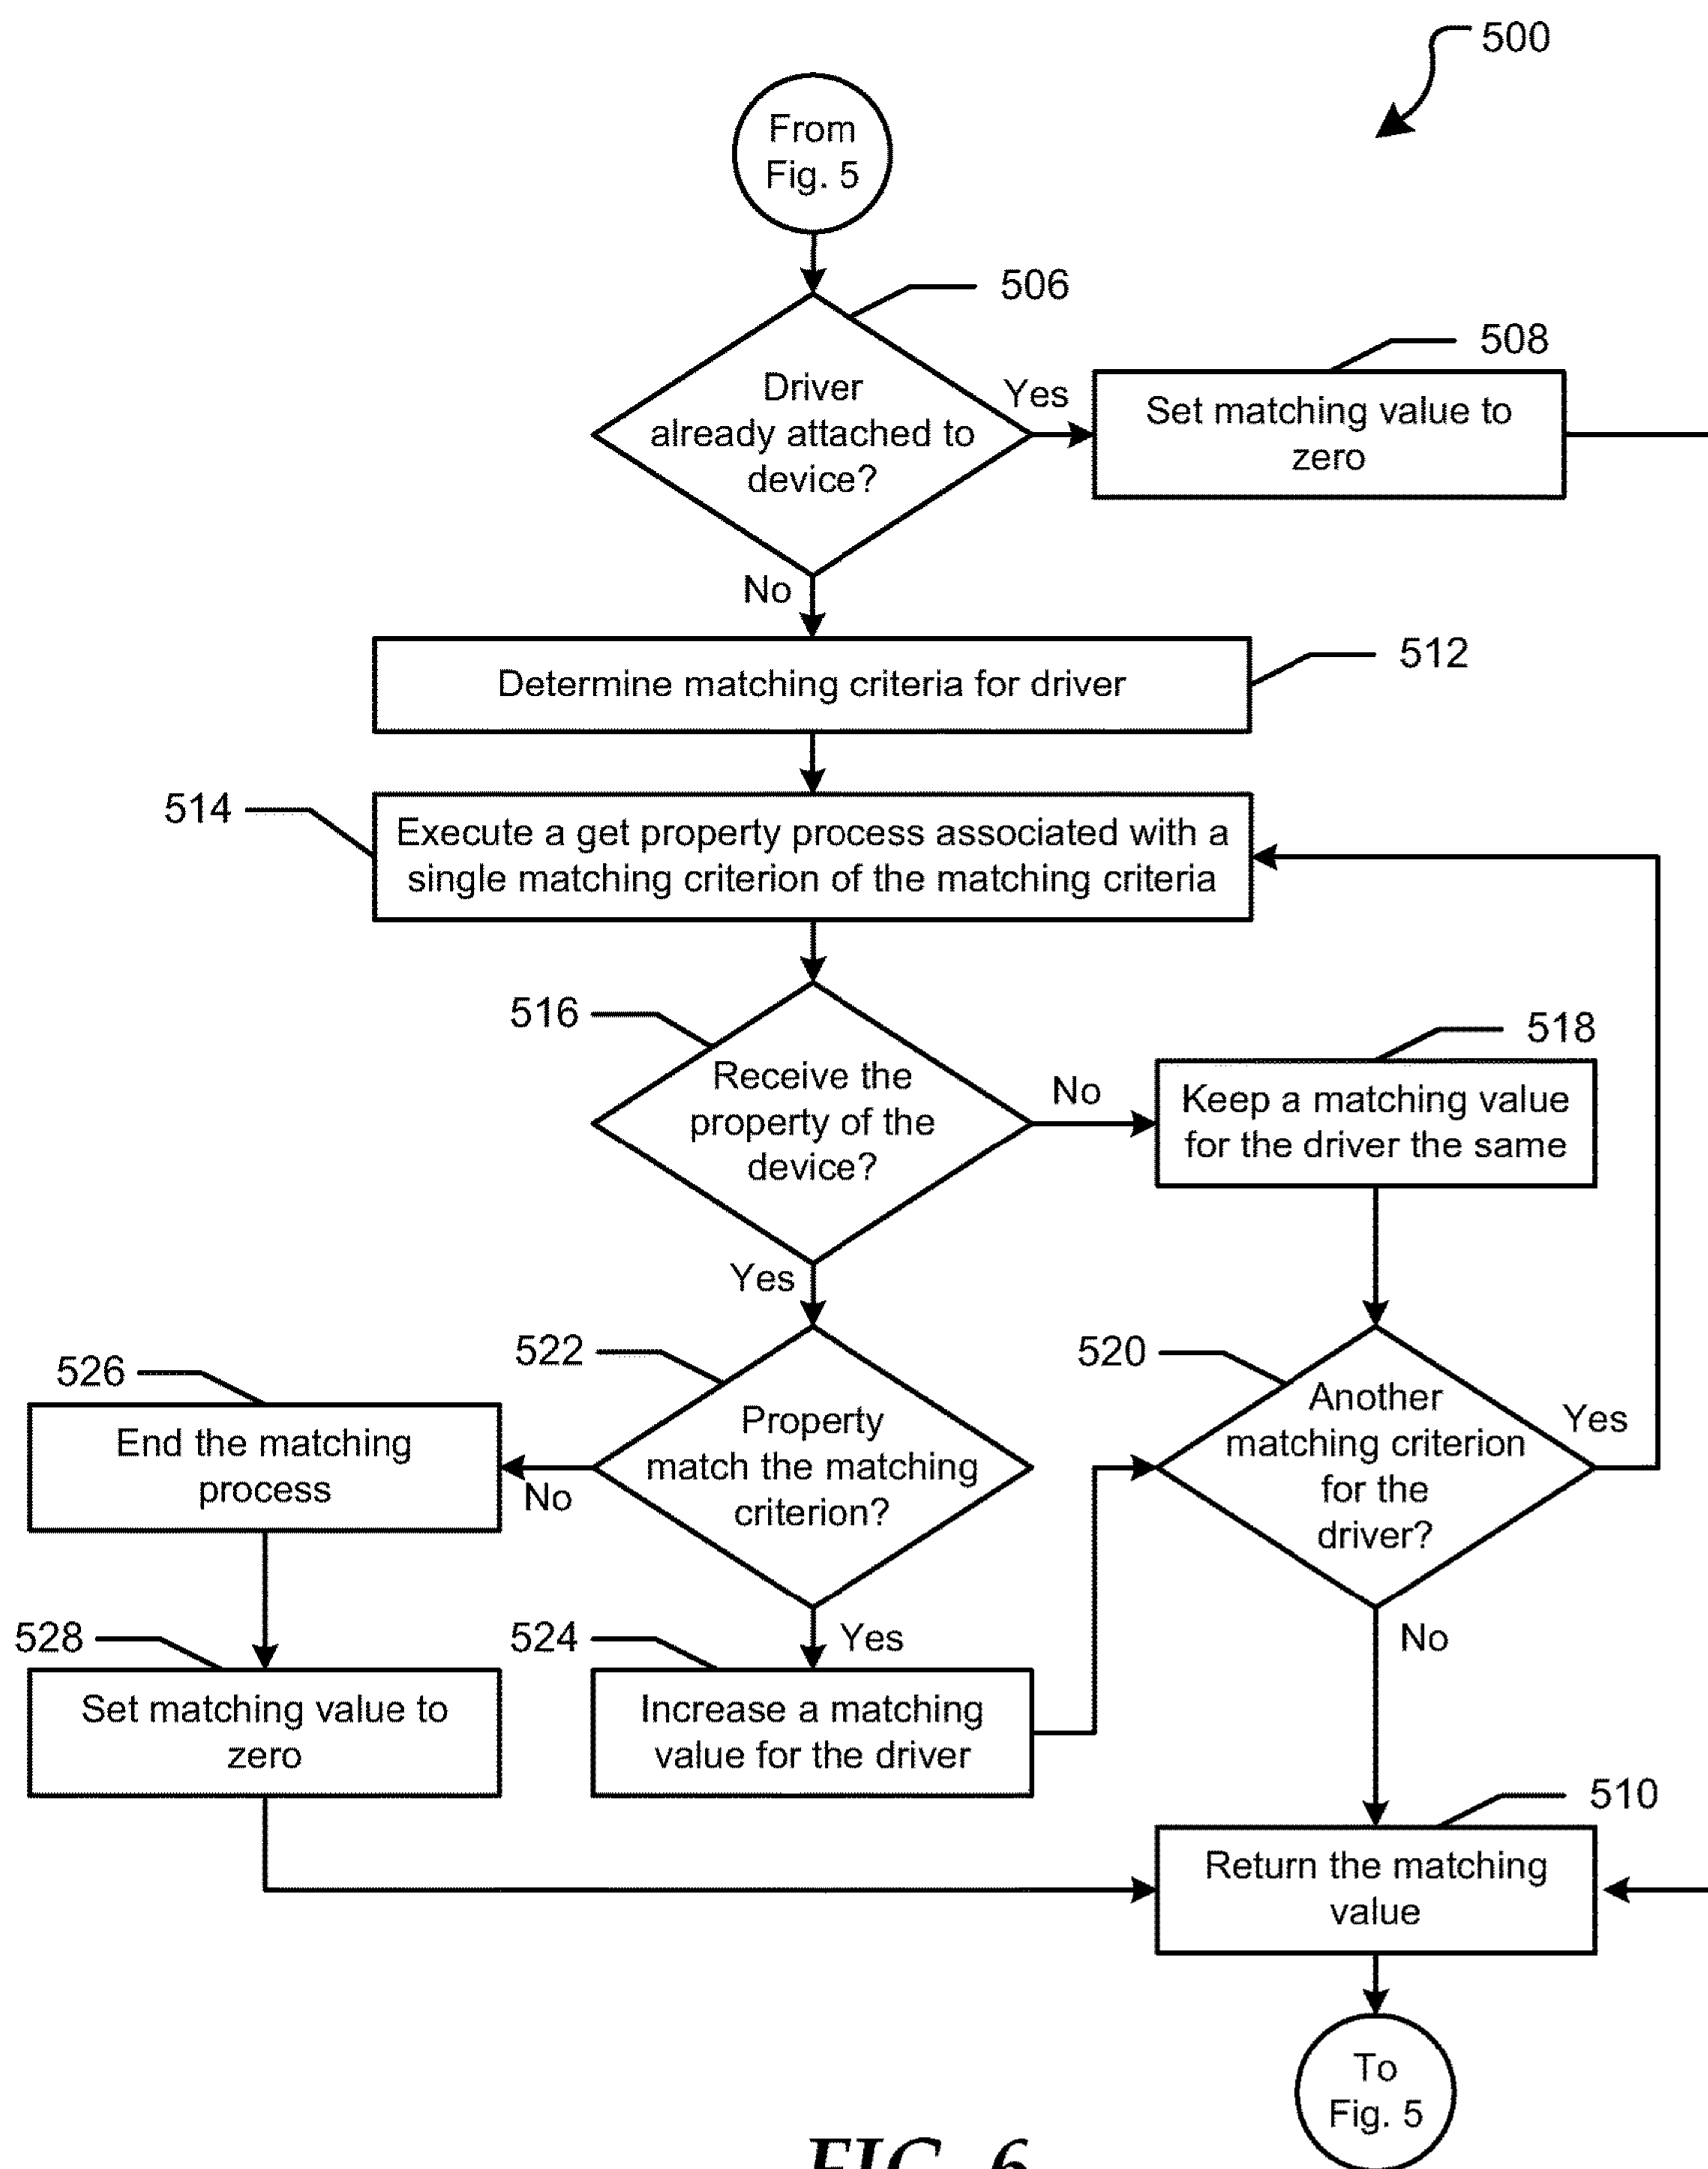 500
From
Fig. 5
506
Driver
already attached to
device?
Yes
508
Set matching value to
zero
No
512
Determine matching criteria for driver
514
Execute a get property process associated with a
single matching criterion of the matching criteria
516
Receive the
property of the
device?
No
518
Keep a matching value
for the driver the same
Yes
522
Property
match the matching
criterion?
520
Another
matching criterion
for the
driver?
Yes
526
End the matching
process
No
528
Set matching value to
zero
524
Yes
Increase a matching
value for the driver
No
510
Return the matching
value
To
Fig. 5
FIG. 6